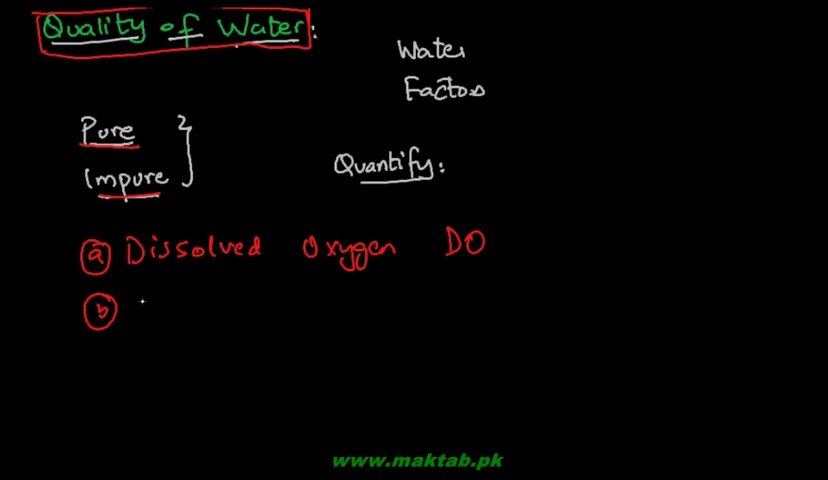 Quality of Water:
Water
Factors
Pure
Impure
Quantify:
a Dissolved Oxygen DO
b
www.maktab.pk